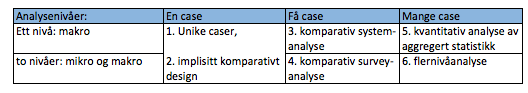 Analysenivåer: En case Få case Mange case
Ett nivå: makro 1. Unike caser, 3. komparativ system-analyse 5. kvantitativ analyse av aggregert statistikk
to nivåer: mikro og makro 2. implisitt komparativt design 4. komparativ survey-analyse 6. flernivåanalyse